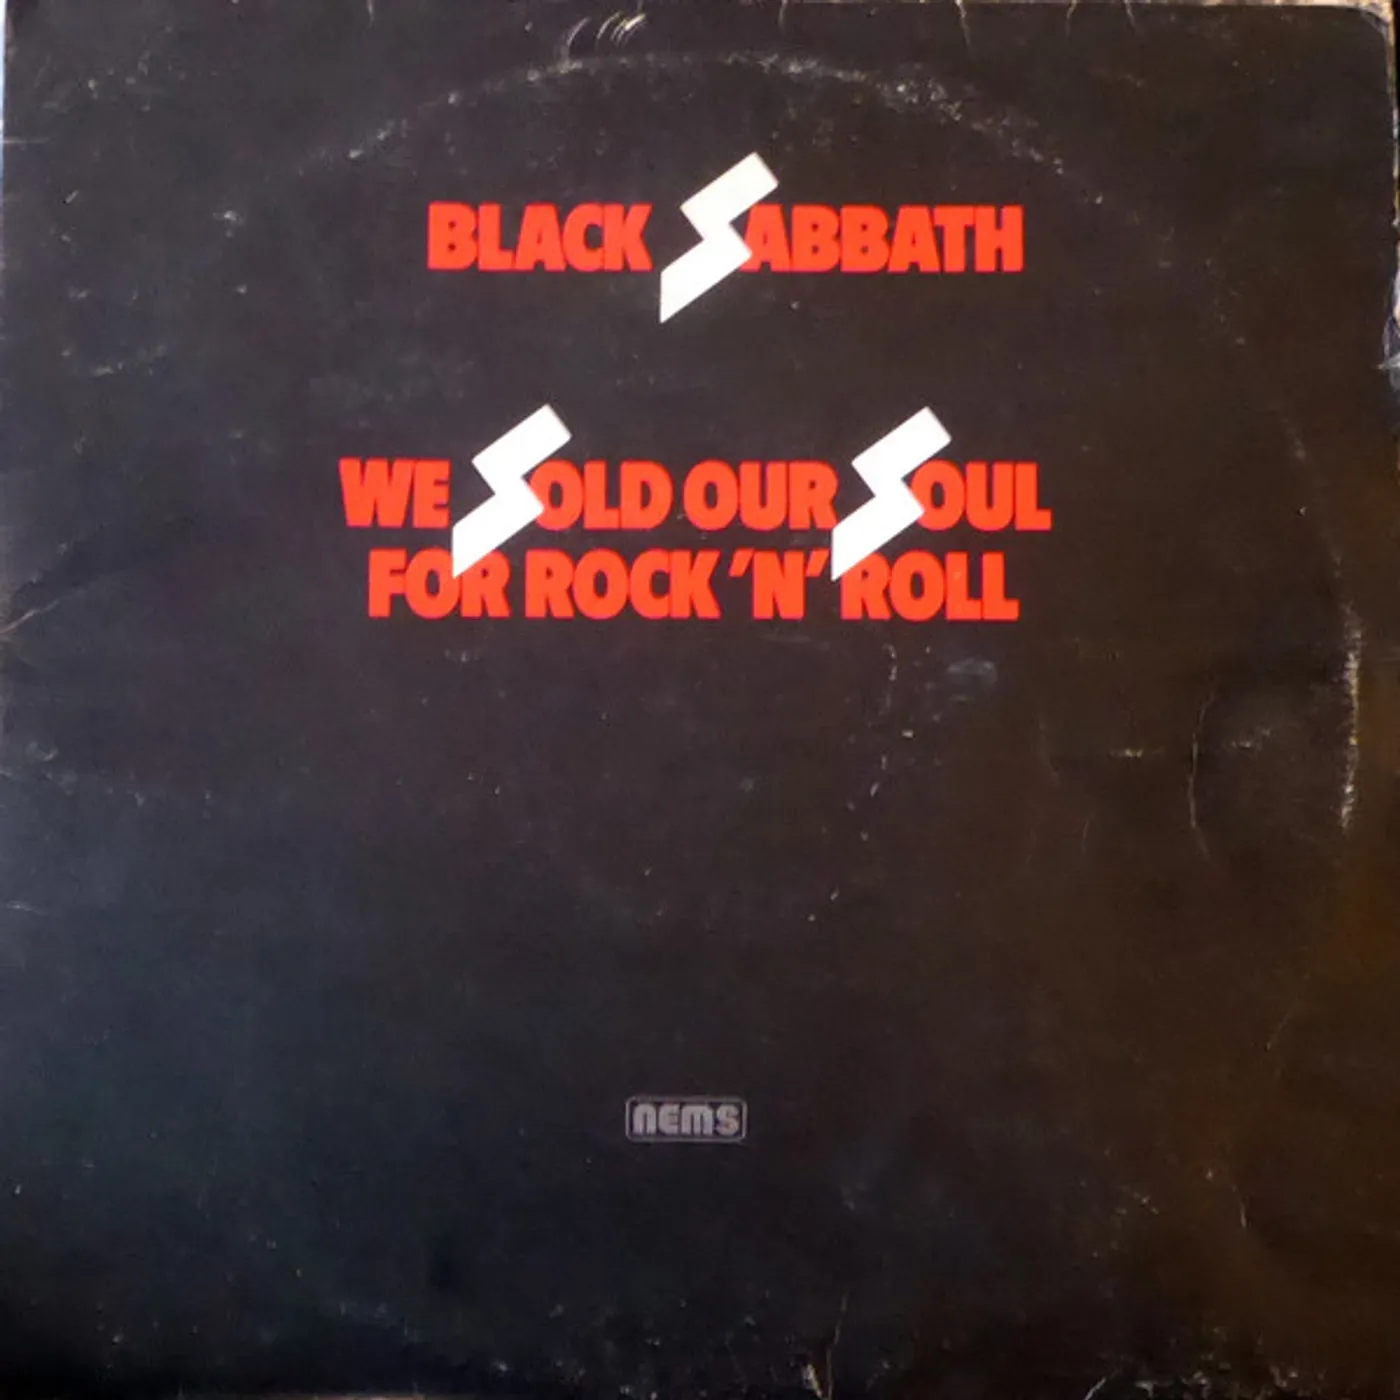 BLACK SABBATH
WE SOLD OUR SOUL
FOR ROCK 'N' ROLL
NEMS